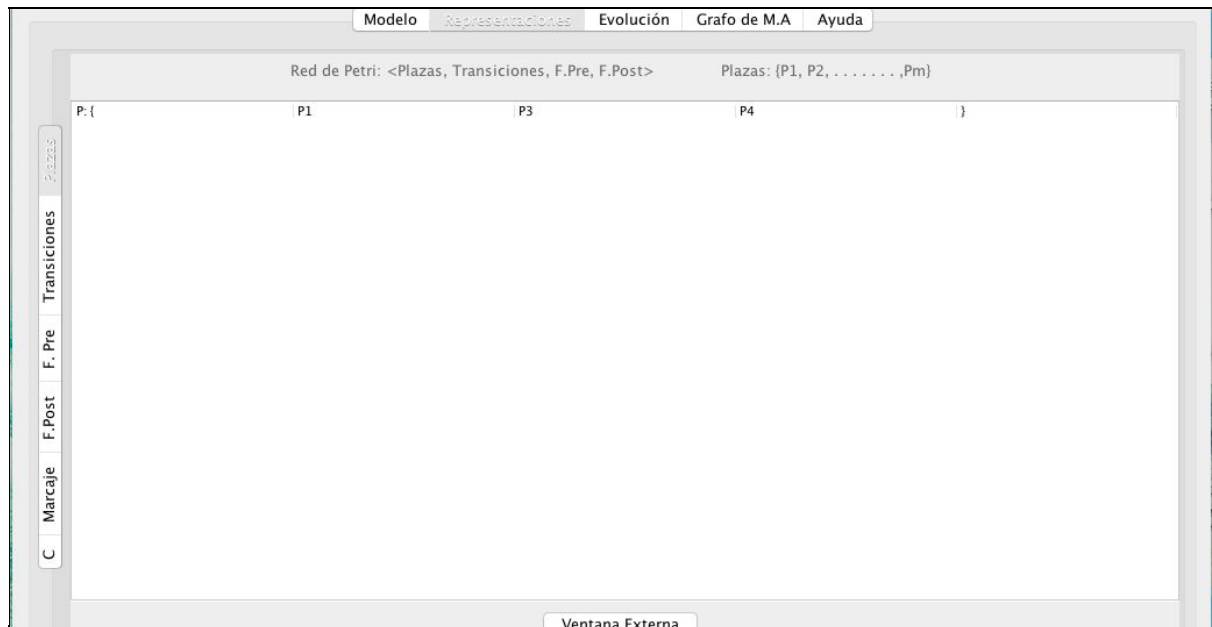 Modelo Representaciones Evolución Grafo de M.A Ayuda
Red de Petri: <Plazas, Transiciones, F.Pre, F.Post> Plazas: {P1, P2, . . . . . . . ,Pm}
P: { P1 P3 P4 }
Plazas
Transiciones
F. Pre
F.Post
Marcaje
C
Ventana Externa